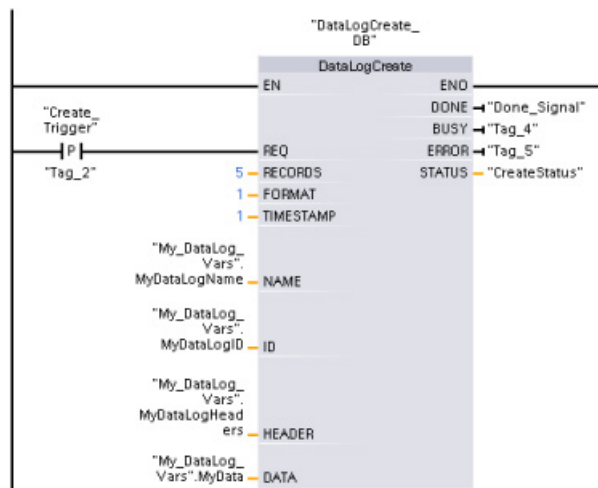 "DataLogCreate_
DB"
DataLogCreate
EN ENO
DONE "Done_Signal"
"Create_
Trigger"
BUSY "Tag_4"
P REQ ERROR "Tag_5"
"Tag_2" 5 RECORDS STATUS "CreateStatus"
1 FORMAT
1 TIMESTAMP
"My_DataLog_
Vars".
MyDataLogName NAME
"My_DataLog_
Vars".
MyDataLogID ID
"My_DataLog_
Vars".
MyDataLogHead
ers HEADER
"My_DataLog_
Vars".MyData DATA